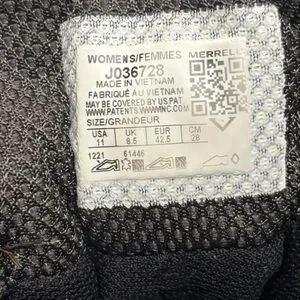 WOMENS/FEMMES MERRELL
J036728
MADE IN VIETNAM
FABRIQUÉ AU VIETNAM
MAY BE COVERED BY US PAT.
WWW.PATENTS.WWWINC.COM
SIZE/GRANDEUR
USA UK EUR CM
11 8.5 42.5 28
1221 61446